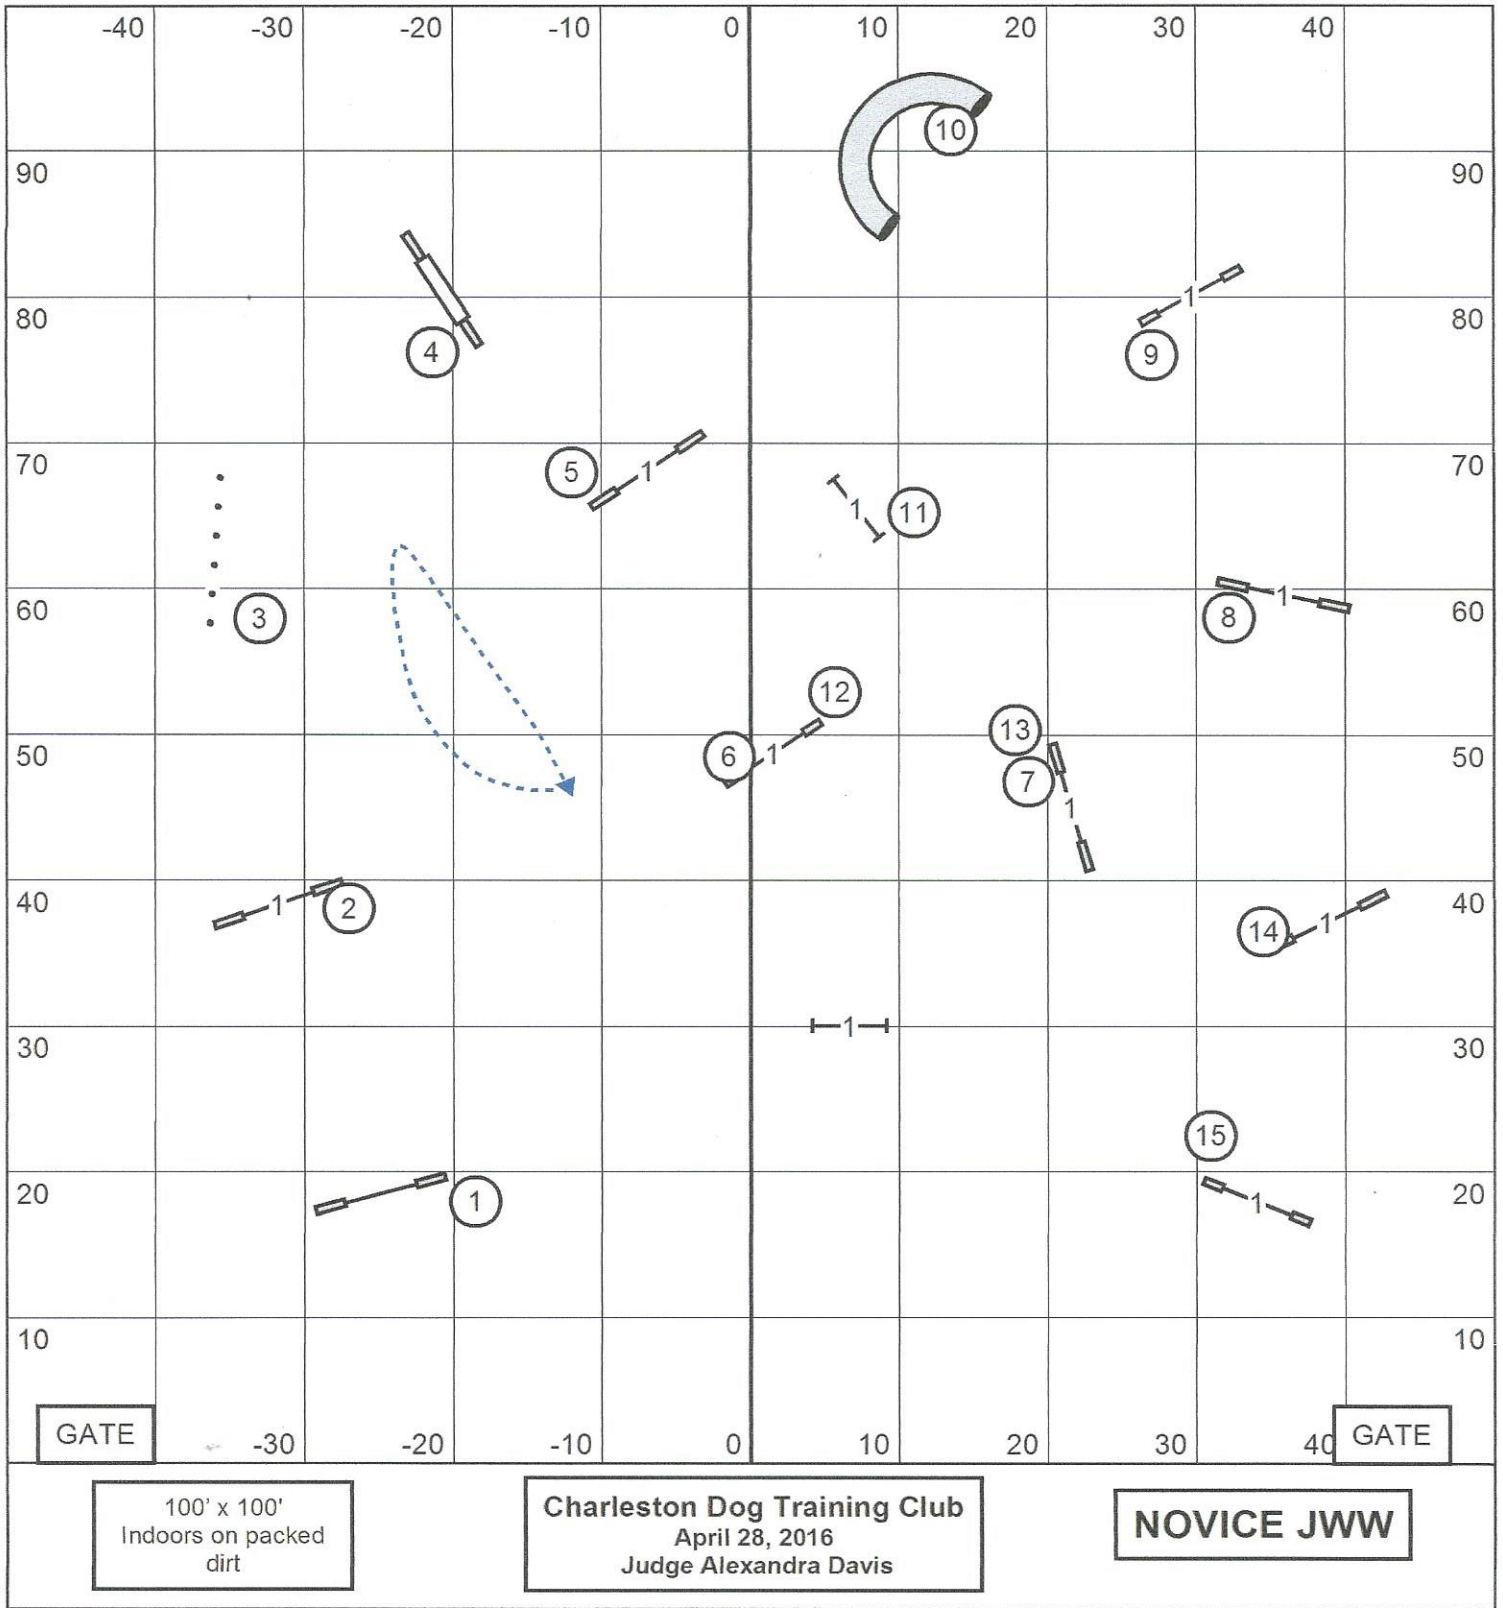 -40 -30 -20 -10 0 10 20 30 40
10
90 90
80 1 80
4 9
70 5 1 70
1 11
60 3 1 60
8
12
13
50 6 1 50
7
1
40 1 2 14 1 40
30 1 30
15
20 1 1 20
10 10
GATE -30 -20 -10 0 10 20 30 40 GATE
100' x 100'
Indoors on packed
dirt
Charleston Dog Training Club
April 28, 2016
Judge Alexandra Davis
NOVICE JWW